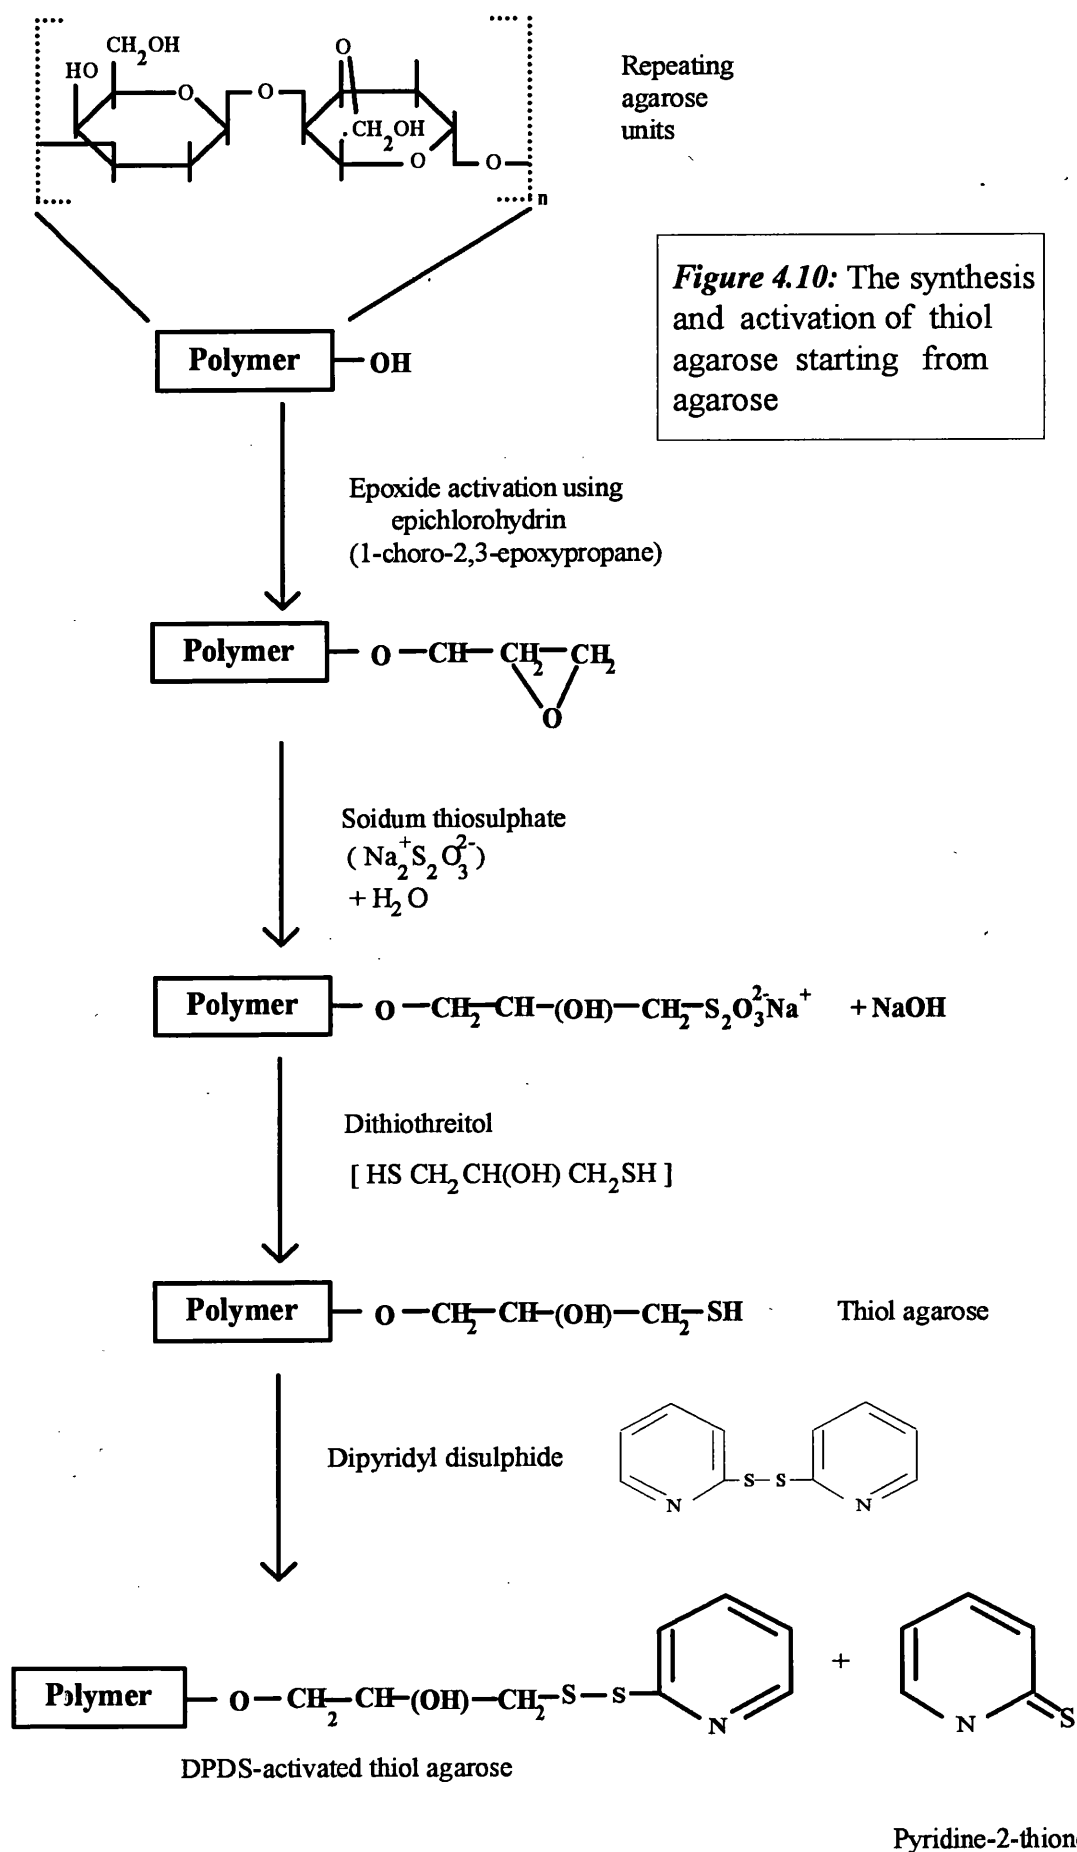 CH2OH
HO
O
O
O
CH2OH
O
O
n
Repeating
agarose
units
Figure 4.10: The synthesis
and activation of thiol
agarose starting from
agarose
Polymer OH
Epoxide activation using
epichlorohydrin
(1-choro-2,3-epoxypropane)
Polymer O CH CH2 CH2
O
Soidum thiosulphate
( Na2+S2O32-)
+ H2O
Polymer O CH2 CH (OH) CH2 S2O32-Na+ + NaOH
Dithiothreitol
[ HS CH2CH(OH) CH2SH ]
Polymer O CH2 CH (OH) CH2 SH Thiol agarose
Dipyridyl disulphide
S S
N N
+
Polymer O CH2 CH (OH) CH2 S S
N N S
DPDS-activated thiol agarose
Pyridine-2-thion